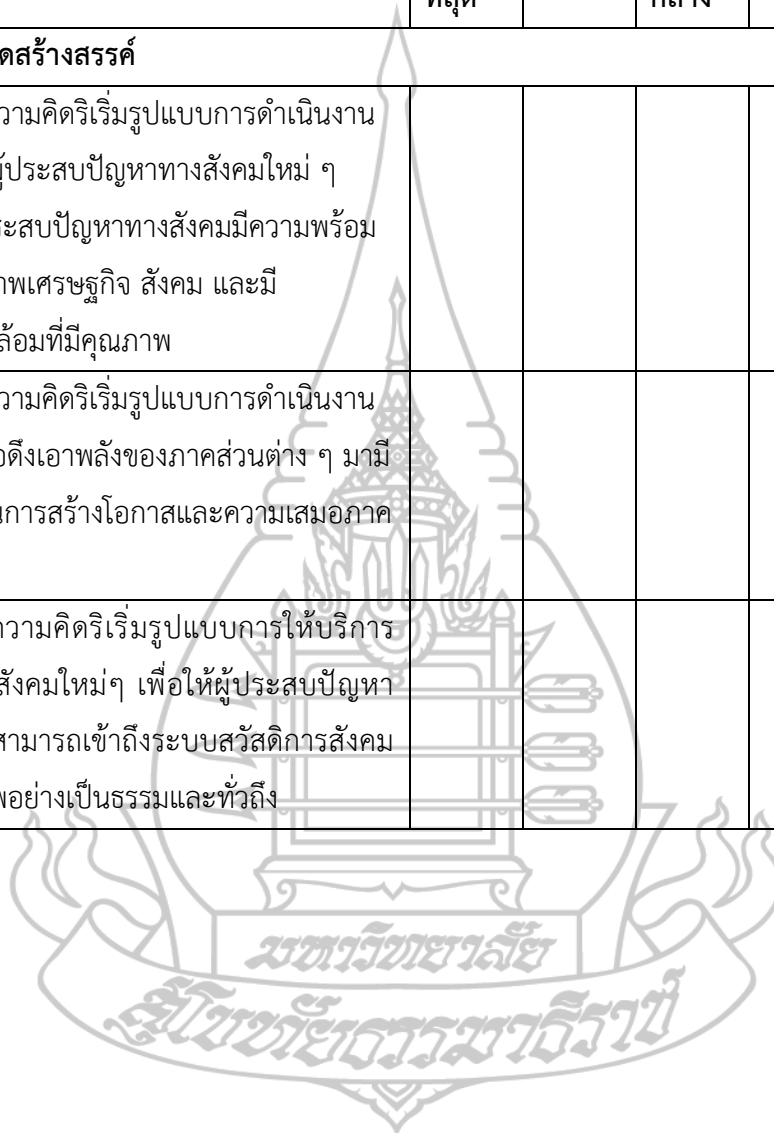 ที่สุด กลาง
ดสร้างสรรค์
วามคิดริเริ่มรูปแบบการดำเนินงาน
ผู้ประสบปัญหาทางสังคมใหม่ ๆ
ระสบปัญหาทางสังคมมีความพร้อม
าพเศรษฐกิจ สังคม และมี
ล้อมที่มีคุณภาพ
วามคิดริเริ่มรูปแบบการดำเนินงาน
อดึงเอาพลังของภาคส่วนต่าง ๆ มามี
นการสร้างโอกาสและความเสมอภาค
ความคิดริเริ่มรูปแบบการให้บริการ
สังคมใหม่ๆ เพื่อให้ผู้ประสบปัญหา
สามารถเข้าถึงระบบสวัสดิการสังคม
พอย่างเป็นธรรมและทั่วถึง
มหาวิทยาลัย
สุโขทัยธรรมาธิราช